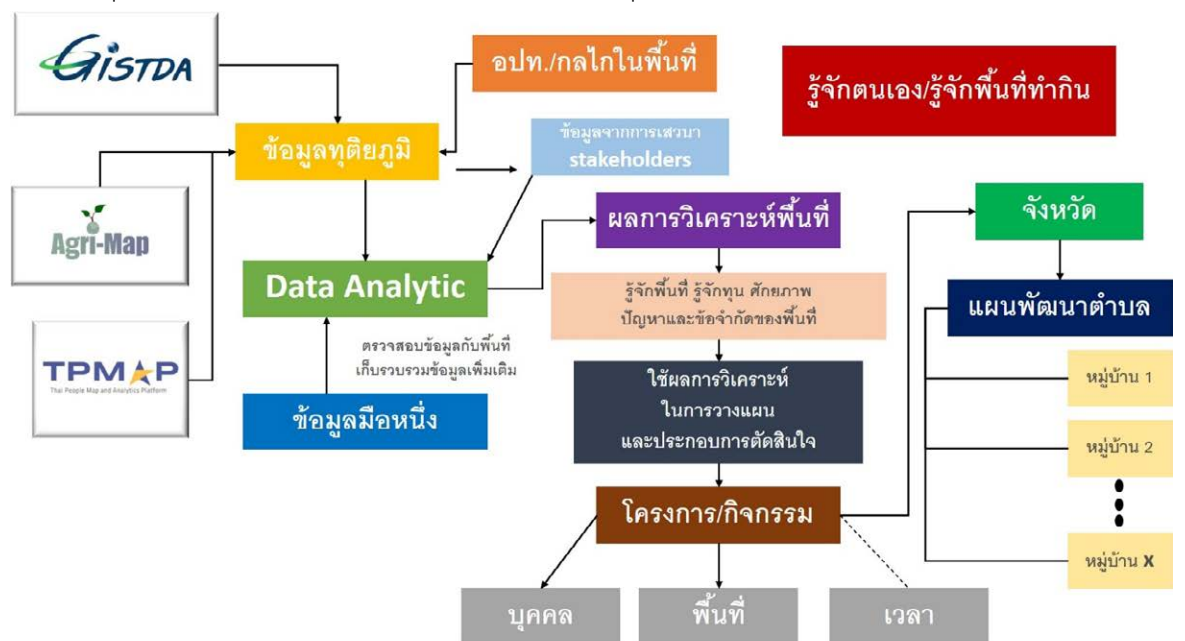 GISTDA
อปท./กลไกในพื้นที่
รู้จักตนเอง/รู้จักพื้นที่ทำกิน
ข้อมูลทุติยภูมิ
ข้อมูลจากการเสวนา
stakeholders
Agri-Map
ผลการวิเคราะห์พื้นที่
จังหวัด
Data Analytic
รู้จักพื้นที่ รู้จักทุน ศักยภาพ
ปัญหาและข้อจำกัดของพื้นที่
แผนพัฒนาตำบล
ตรวจสอบข้อมูลกับพื้นที่
เก็บรวบรวมข้อมูลเพิ่มเติม
TPMAP
Thai People Map and Analytics Platform
ข้อมูลมือหนึ่ง
ใช้ผลการวิเคราะห์
ในการวางแผน
และประกอบการตัดสินใจ
หมู่บ้าน 1
หมู่บ้าน 2
โครงการ/กิจกรรม
หมู่บ้าน X
บุคคล
พื้นที่
เวลา